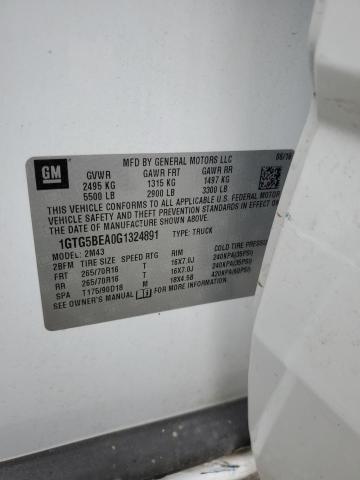 GM
MFD BY GENERAL MOTORS LLC 06/16
GVWR GAWR FRT GAWR RR
2495 KG 1315 KG 1497 KG
5500 LB 2900 LB 3300 LB
THIS VEHICLE CONFORMS TO ALL APPLICABLE U.S.
FEDERAL MOTOR VEHICLE SAFETY AND THEFT PREVENTION
STANDARDS IN EFFECT ON THE DATE OF
MANUFACTURE SHOWN ABOVE.
1GTG5BEA0G1324891 TYPE: TRUCK
MODEL: 2M43
2BFM TIRE SIZE SPEED RTG RIM COLD TIRE PRESSURE
FRT 265/70R16 T 16X7.0J 240KPA(35PSI)
RR 265/70R16 T 16X7.0J 240KPA(35PSI)
SPA T175/90D18 M 18X4.5B 420KPA(60PSI)
SEE OWNER'S MANUAL